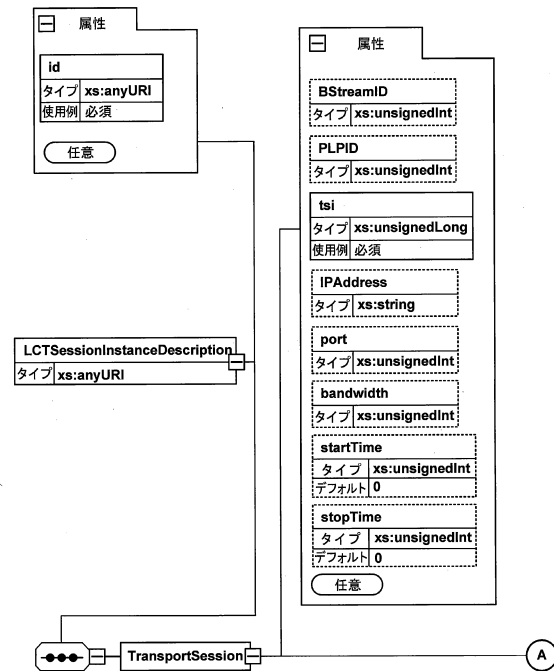 属性
id
タイプ xs:anyURI
使用例 必須
任意
LCTSessionInstanceDescription
タイプ xs:anyURI
属性
BStreamID
タイプ xs:unsignedInt
PLPID
タイプ xs:unsignedInt
tsi
タイプ xs:unsignedLong
使用例 必須
IPAddress
タイプ xs:string
port
タイプ xs:unsignedInt
bandwidth
タイプ xs:unsignedInt
startTime
タイプ xs:unsignedInt
デフォルト 0
stopTime
タイプ xs:unsignedInt
デフォルト 0
任意
TransportSession
A